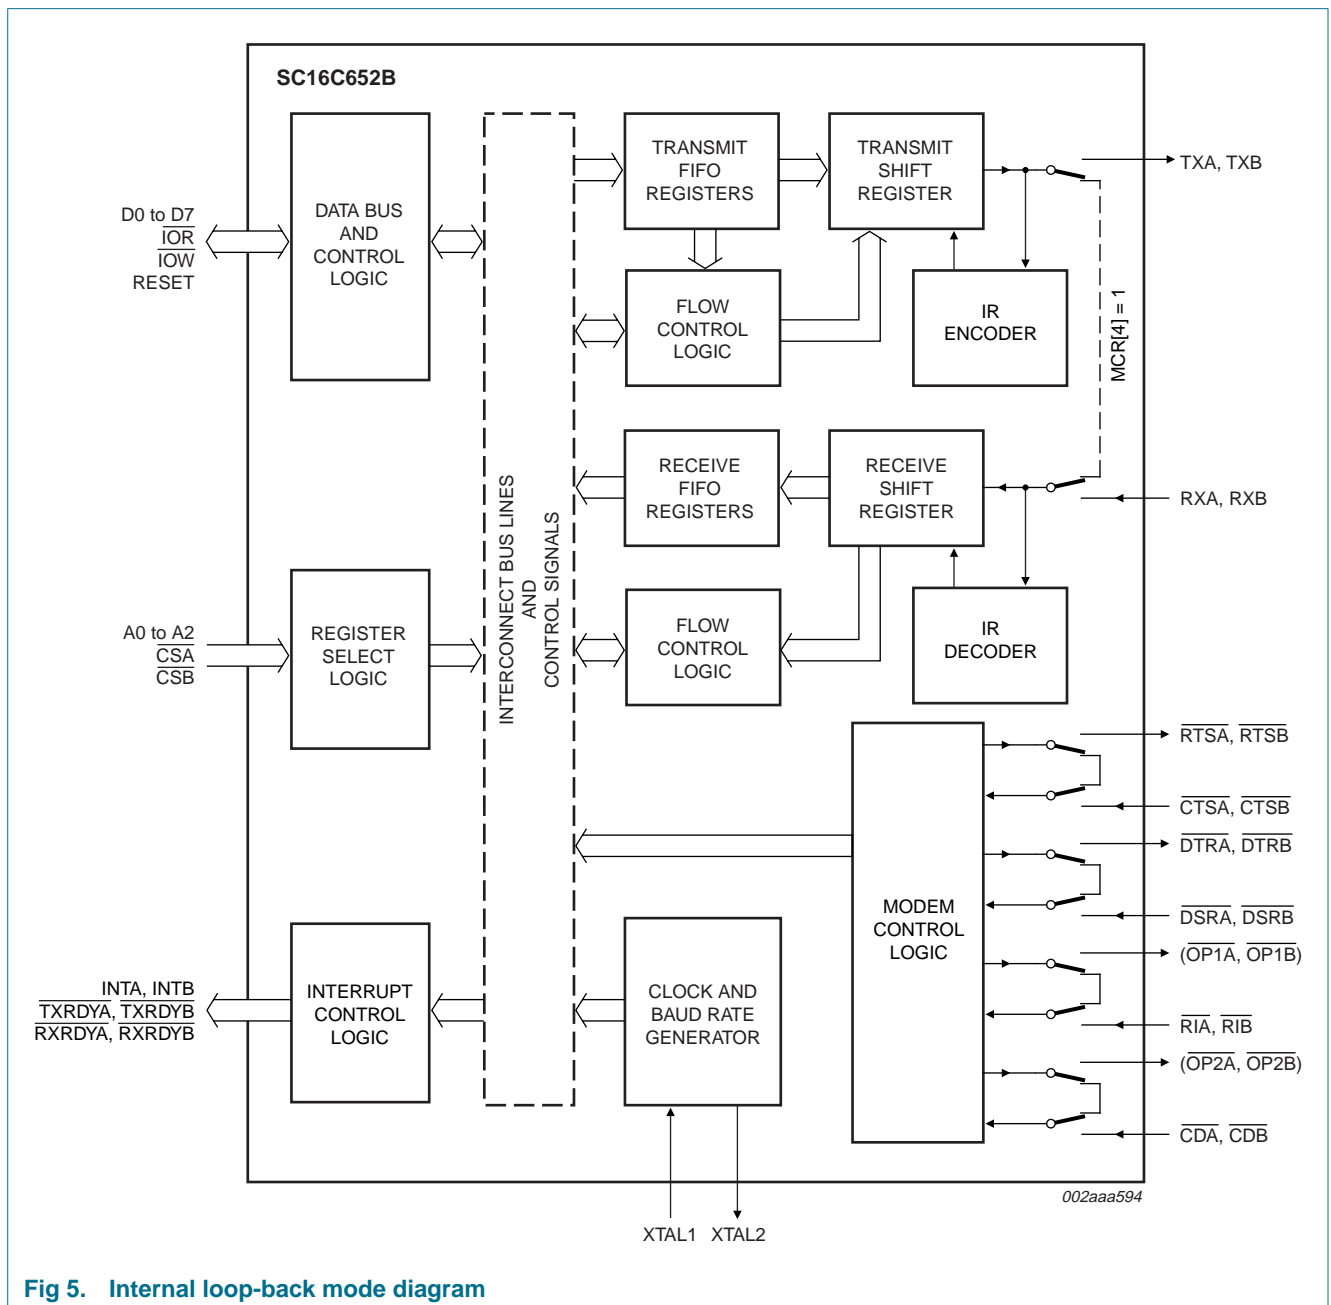 SC16C652B
D0 to D7
IOR
IOW
RESET
DATA BUS
AND
CONTROL
LOGIC
A0 to A2
CSA
CSB
REGISTER
SELECT
LOGIC
INTA, INTB
TXRDYA, TXRDYB
RXRDYA, RXRDYB
INTERRUPT
CONTROL
LOGIC
INTERCONNECT BUS LINES
AND
CONTROL SIGNALS
TRANSMIT
FIFO
REGISTERS
TRANSMIT
SHIFT
REGISTER
TXA, TXB
FLOW
CONTROL
LOGIC
IR
ENCODER
MCR[4] = 1
RECEIVE
FIFO
REGISTERS
RECEIVE
SHIFT
REGISTER
RXA, RXB
FLOW
CONTROL
LOGIC
IR
DECODER
MODEM
CONTROL
LOGIC
RTSA, RTSB
CTSA, CTSB
DTRA, DTRB
DSRA, DSRB
(OP1A, OP1B)
RIA, RIB
(OP2A, OP2B)
CDA, CDB
CLOCK AND
BAUD RATE
GENERATOR
XTAL1 XTAL2
002aaa594
Fig 5. Internal loop-back mode diagram